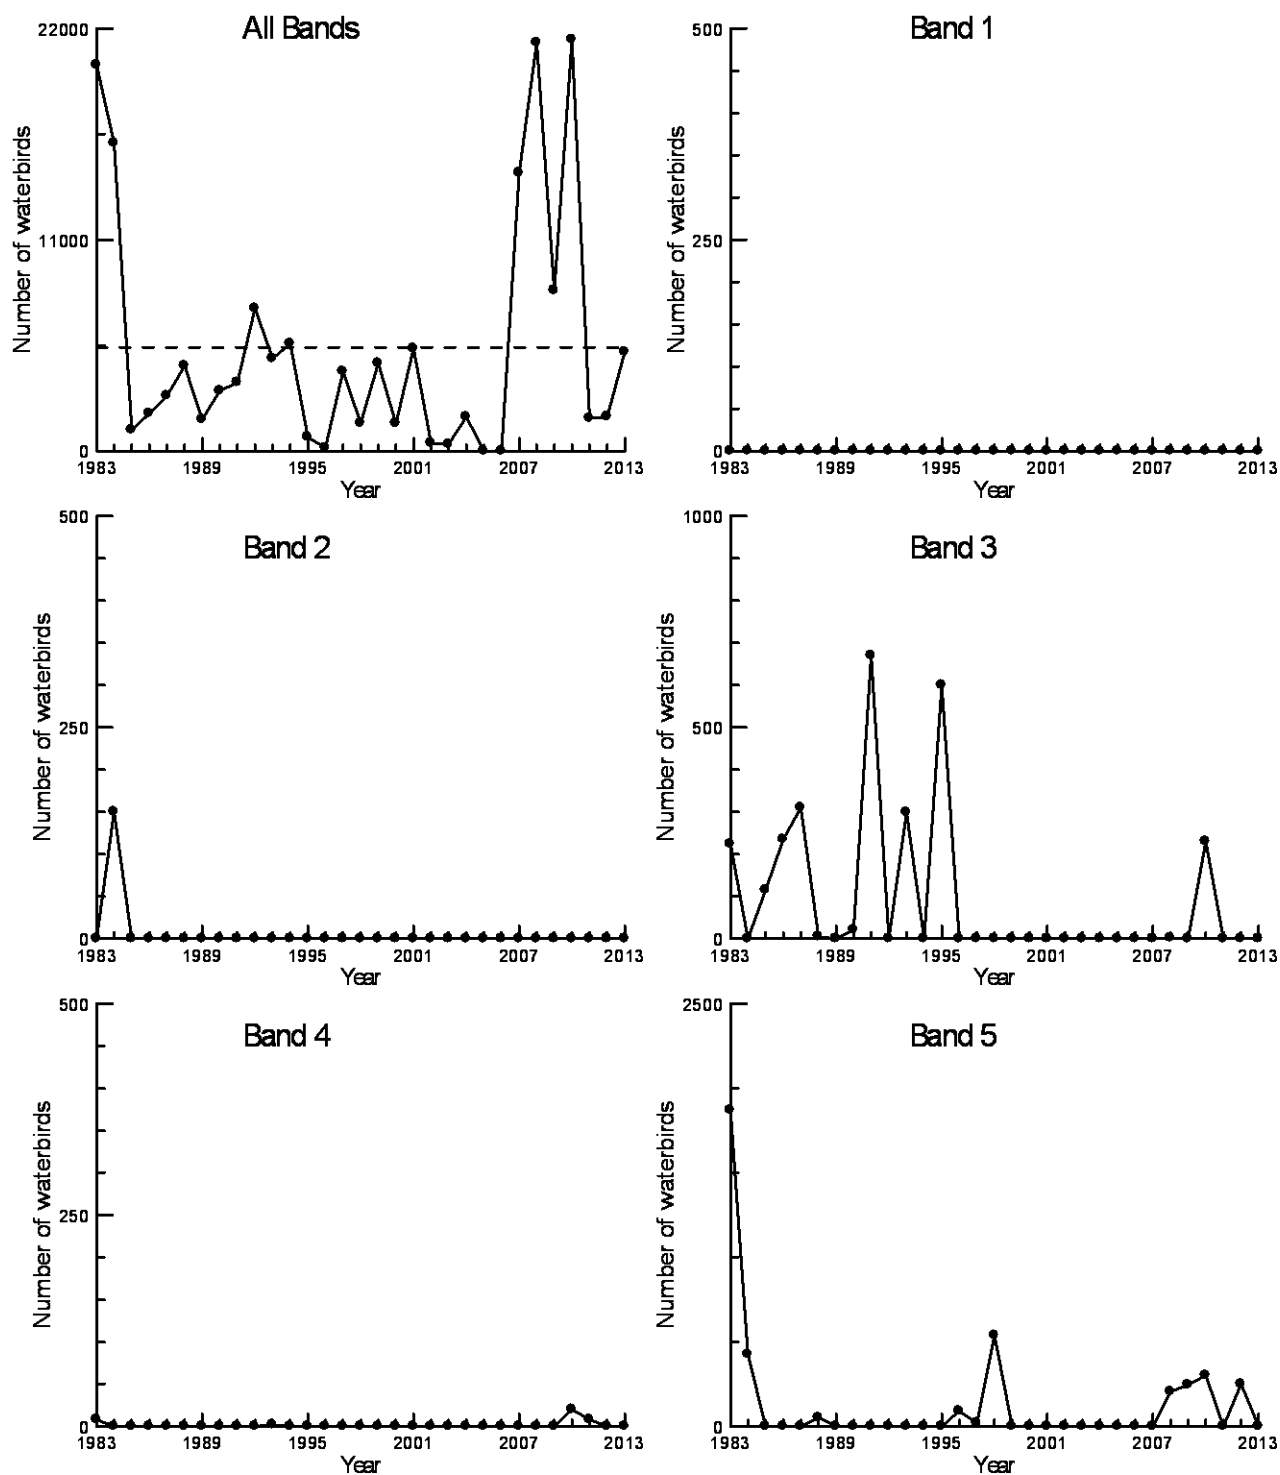 All Bands
22000
11000
0
Number of waterbirds
1983 1989 1995 2001 2007 2013
Year
Band 1
500
250
0
Number of waterbirds
1983 1989 1995 2001 2007 2013
Year
Band 2
500
250
0
Number of waterbirds
1983 1989 1995 2001 2007 2013
Year
Band 3
1000
500
0
Number of waterbirds
1983 1989 1995 2001 2007 2013
Year
Band 4
500
250
0
Number of waterbirds
1983 1989 1995 2001 2007 2013
Year
Band 5
2500
0
Number of waterbirds
1983 1989 1995 2001 2007 2013
Year